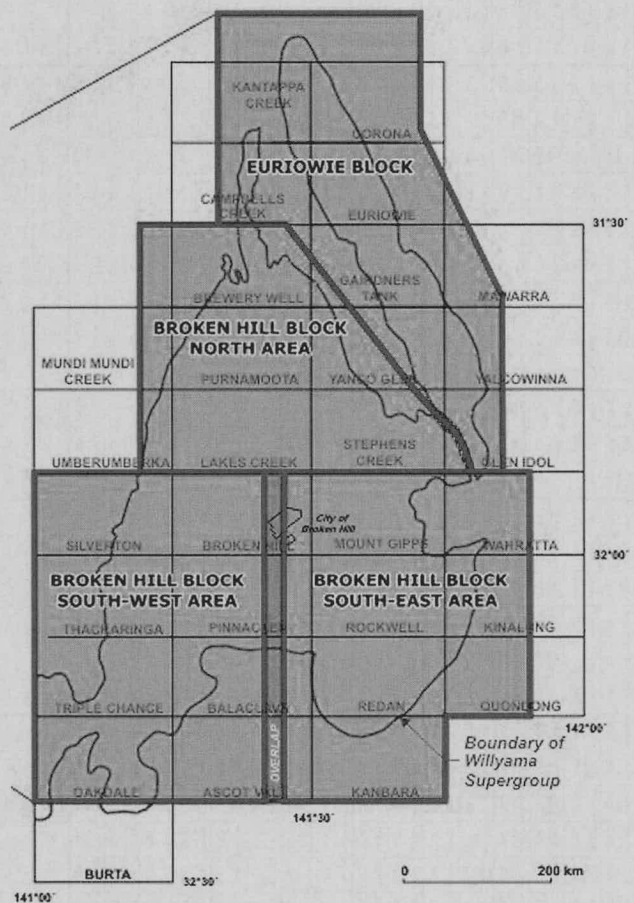 KANTAPPA
CREEK
CORONA
EURIOWIE BLOCK
CAMPBELLS
CREEK
EURIOWIE
31°30´
GAIRDNERS
TANK
BREWERY WELL
MAWARRA
BROKEN HILL BLOCK
NORTH AREA
MUNDI MUNDI
CREEK
PURNAMOOTA
YANCO GLEN
YALCOWINNA
STEPHENS
CREEK
UMBERUMBERKA
LAKES CREEK
GLEN IDOL
City of
Broken Hill
SILVERTON
BROKEN HILL
MOUNT GIPPS
WAHRATTA
32°00´
BROKEN HILL BLOCK
SOUTH-WEST AREA
BROKEN HILL BLOCK
SOUTH-EAST AREA
THACKARINGA
PINNACLES
ROCKWELL
KINALUNG
TRIPLE CHANCE
BALACLAVA
REDAN
QUONDONG
142°00´
OVERLAP
Boundary of
Willyama
Supergroup
OAKDALE
ASCOT VALE
KANBARA
141°30´
BURTA
32°30´
0
200 km
141°00´